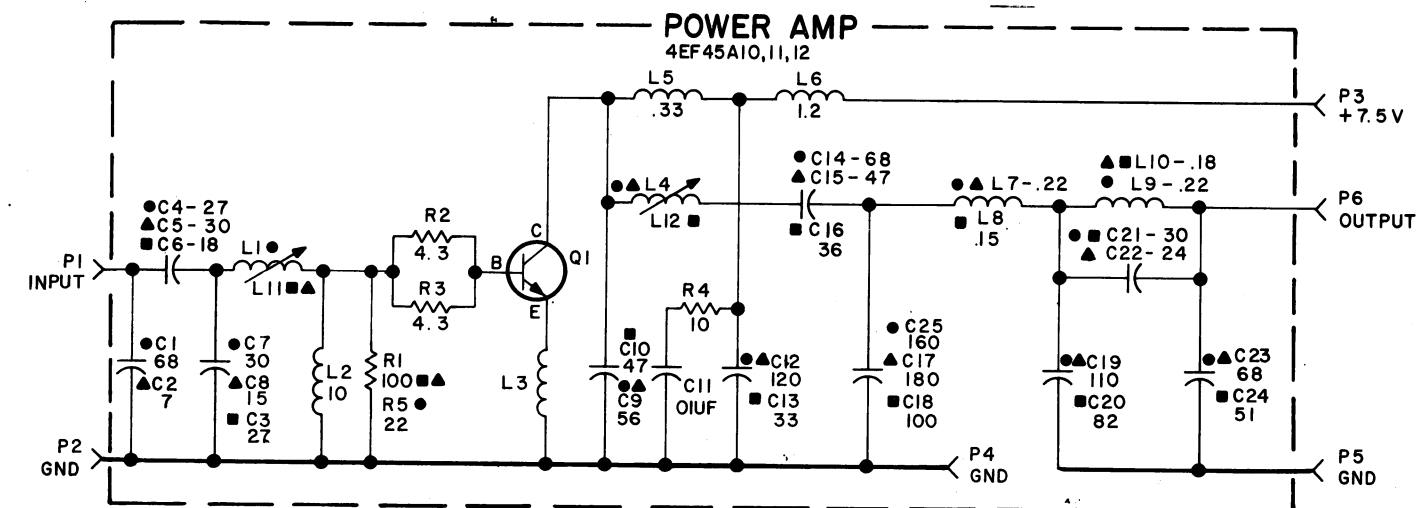 POWER AMP
4EF45A10,11,12
L5
.33
L6
1.2
P3
+7.5V
●C14-68
▲C15-47
■C16
36
●▲L4
L12■
●▲L7-.22
■L8
.15
▲■L10-.18
●L9-.22
P6
OUTPUT
●■C21-30
▲C22-24
●C4-27
▲C5-30
■C6-18
P1
INPUT
L1●
L11■▲
R2
4.3
R3
4.3
B
C
E
Q1
R4
10
●C1
68
▲C2
7
●C7
30
▲C8
15
■C3
27
L2
10
R1
100■▲
R5●
22
L3
■
C10
47
●▲
C9
56
C11
01UF
●▲C12
120
■C13
33
●C25
160
▲C17
180
■C18
100
●▲C19
110
■C20
82
●▲C23
68
■C24
51
P2
GND
P4
GND
P5
GND